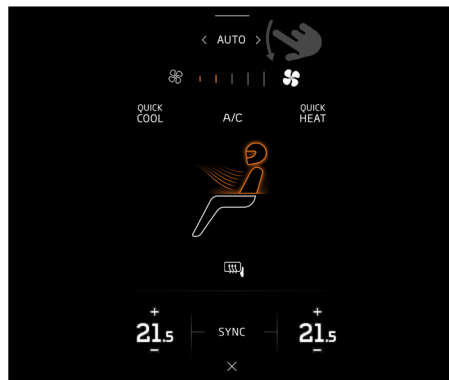 < AUTO >
QUICK COOL
A/C
QUICK HEAT
+ +
21.5 SYNC 21.5
− −
×